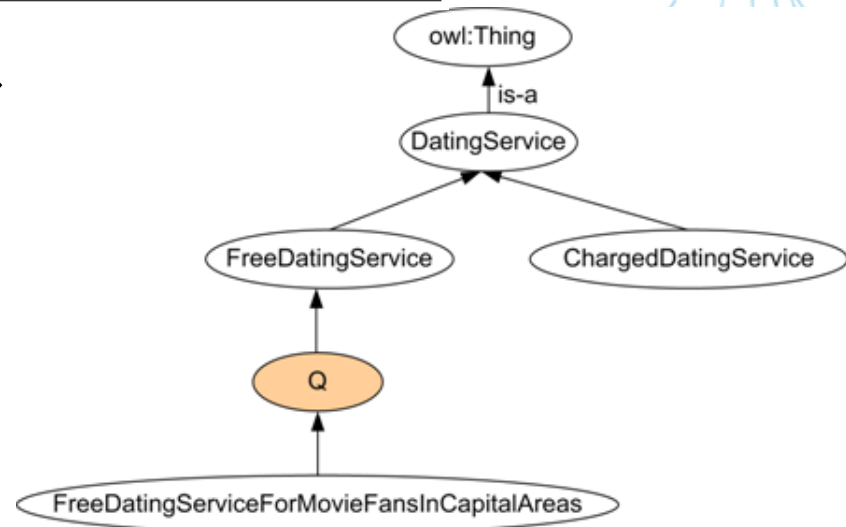 owl:Thing
is-a
DatingService
FreeDatingService
ChargedDatingService
Q
FreeDatingServiceForMovieFansInCapitalAreas